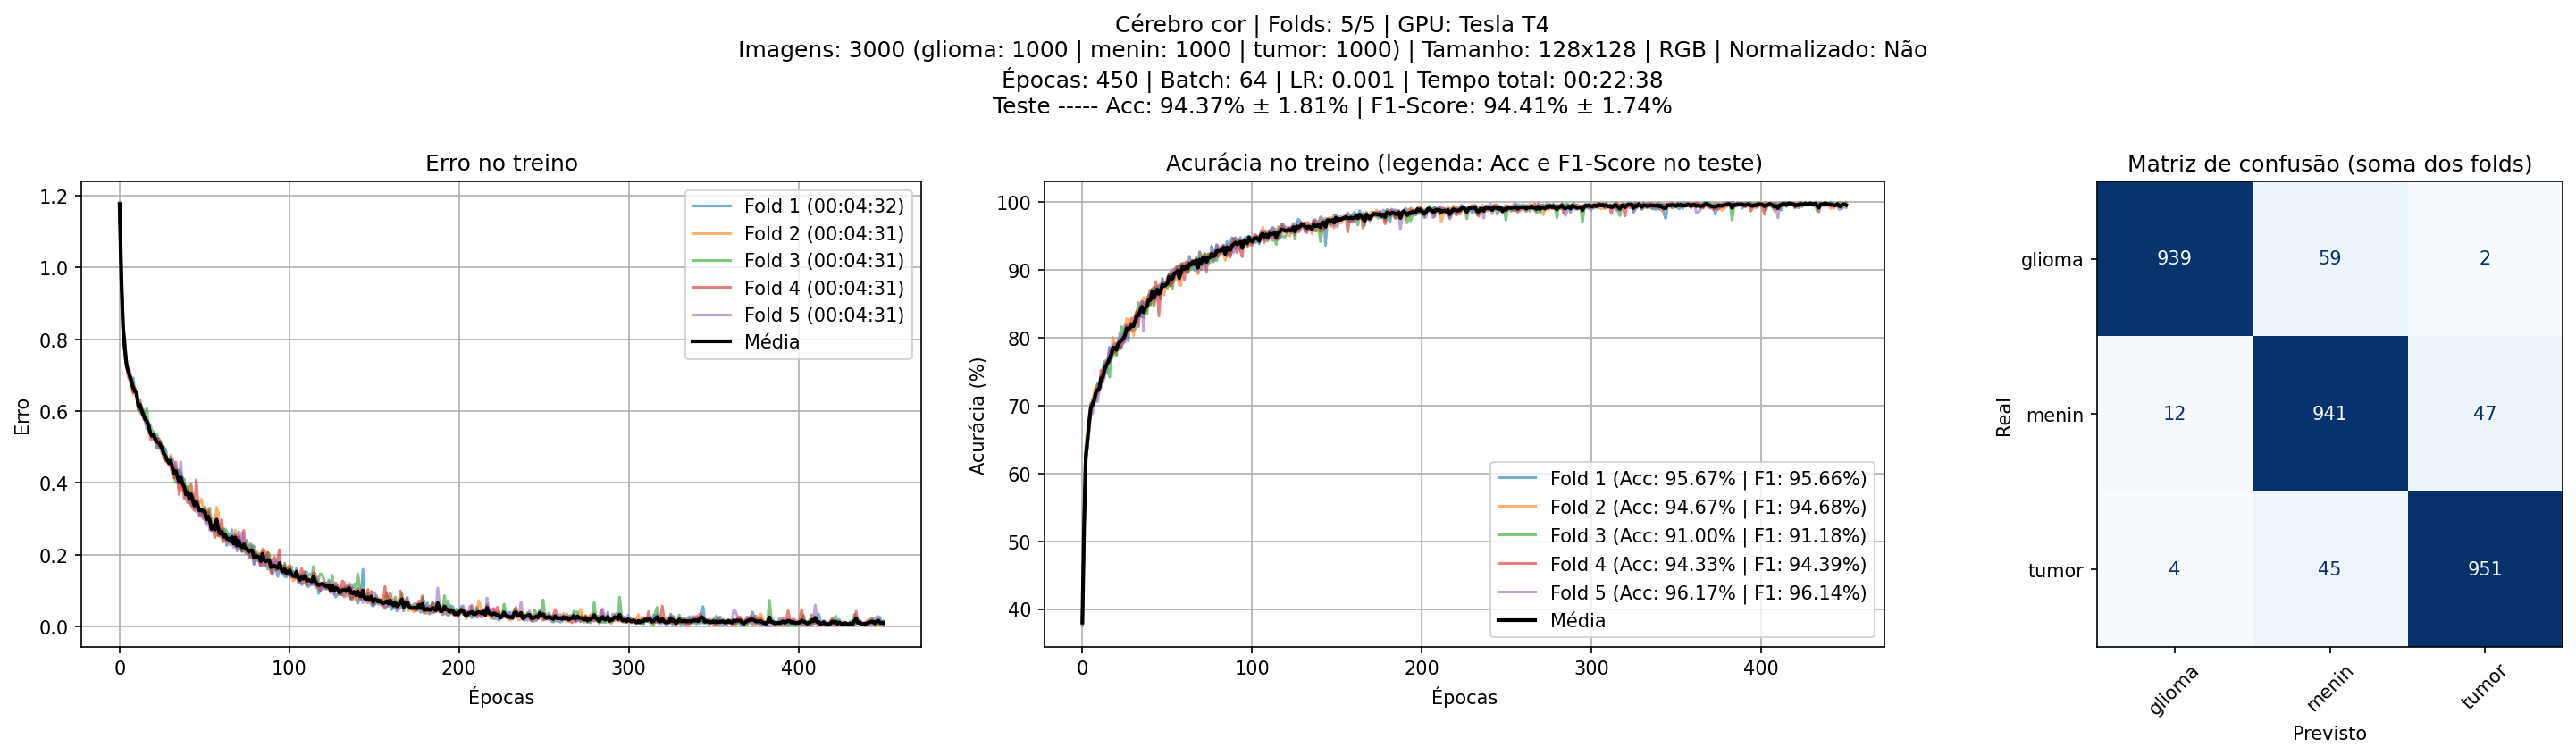 Cérebro cor | Folds: 5/5 | GPU: Tesla T4
Imagens: 3000 (glioma: 1000 | menin: 1000 | tumor: 1000) | Tamanho: 128x128 | RGB | Normalizado: Não
Épocas: 450 | Batch: 64 | LR: 0.001 | Tempo total: 00:22:38
Teste ----- Acc: 94.37% ± 1.81% | F1-Score: 94.41% ± 1.74%
Erro no treino
1.2
1.0
0.8
0.6
0.4
0.2
0.0
Erro
0 100 200 300 400
Épocas
Fold 1 (00:04:32)
Fold 2 (00:04:31)
Fold 3 (00:04:31)
Fold 4 (00:04:31)
Fold 5 (00:04:31)
Média
Acurácia no treino (legenda: Acc e F1-Score no teste)
100
90
80
70
60
50
40
Acurácia (%)
0 100 200 300 400
Épocas
Fold 1 (Acc: 95.67% | F1: 95.66%)
Fold 2 (Acc: 94.67% | F1: 94.68%)
Fold 3 (Acc: 91.00% | F1: 91.18%)
Fold 4 (Acc: 94.33% | F1: 94.39%)
Fold 5 (Acc: 96.17% | F1: 96.14%)
Média
Matriz de confusão (soma dos folds)
Real
glioma 939 59 2
menin 12 941 47
tumor 4 45 951
glioma menin tumor
Previsto